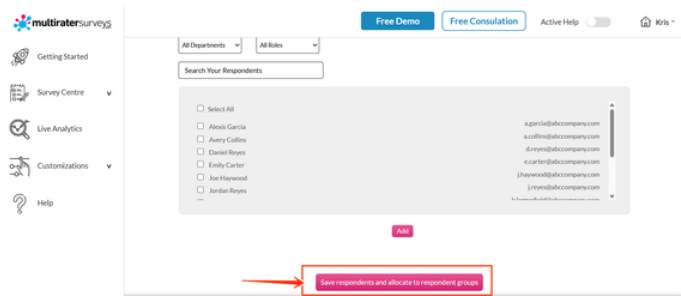 multiratersurveys
Free Demo
Free Consulation
Active Help
Kris
Getting Started
Survey Centre
Live Analytics
Customizations
Help
All Departments
All Roles
Search Your Respondents
Select All
Alexis Garcia a.garcia@abccompany.com
Avery Collins a.collins@abccompany.com
Daniel Reyes d.reyes@abccompany.com
Emily Carter e.carter@abccompany.com
Joe Haywood j.haywood@abccompany.com
Jordan Reyes j.reyes@abccompany.com
Add
Save respondents and allocate to respondent groups